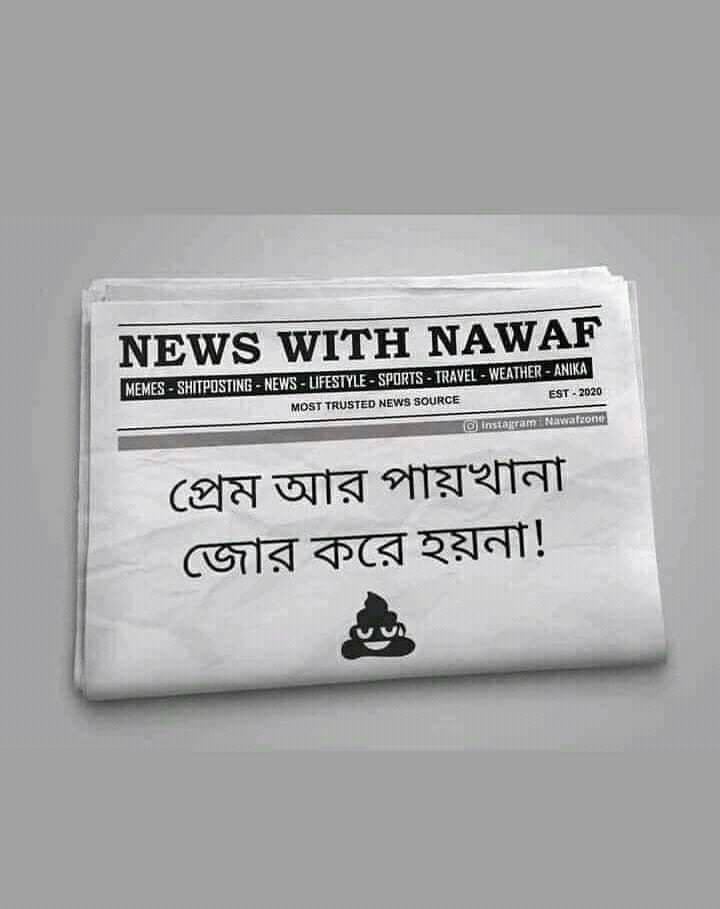 NEWS WITH NAWAF
MEMES - SHITPOSTING - NEWS - LIFESTYLE - SPORTS - TRAVEL - WEATHER - ANIKA
MOST TRUSTED NEWS SOURCE
EST - 2020
Instagram : Nawafzone
প্রেম আর পায়খানা
জোর করে হয়না!